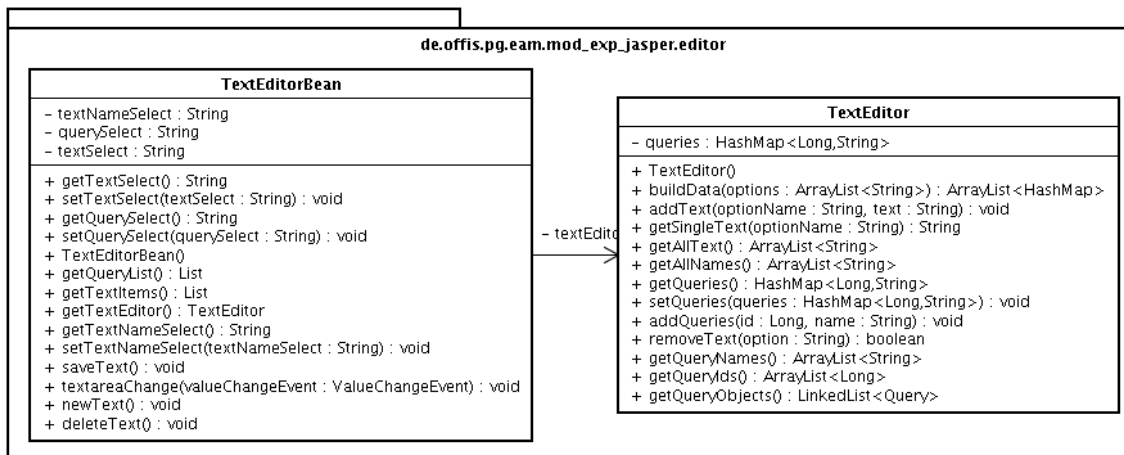 de.offis.pg.eam.mod_exp_jasper.editor
TextEditorBean
- textNameSelect : String
- querySelect : String
- textSelect : String
+ getTextSelect() : String
+ setTextSelect(textSelect : String) : void
+ getQuerySelect() : String
+ setQuerySelect(querySelect : String) : void
+ TextEditorBean()
+ getQueryList() : List
+ getTextItems() : List
+ getTextEditor() : TextEditor
+ getTextNameSelect() : String
+ setTextNameSelect(textNameSelect : String) : void
+ saveText() : void
+ textareaChange(valueChangeEvent : ValueChangeEvent) : void
+ newText() : void
+ deleteText() : void
- textEdito
TextEditor
- queries : HashMap<Long,String>
+ TextEditor()
+ buildData(options : ArrayList<String>) : ArrayList<HashMap>
+ addText(optionName : String, text : String) : void
+ getSingleText(optionName : String) : String
+ getAllText() : ArrayList<String>
+ getAllNames() : ArrayList<String>
+ getQueries() : HashMap<Long,String>
+ setQueries(queries : HashMap<Long,String>) : void
+ addQueries(id : Long, name : String) : void
+ removeText(option : String) : boolean
+ getQueryNames() : ArrayList<String>
+ getQueryIds() : ArrayList<Long>
+ getQueryObjects() : LinkedList<Query>